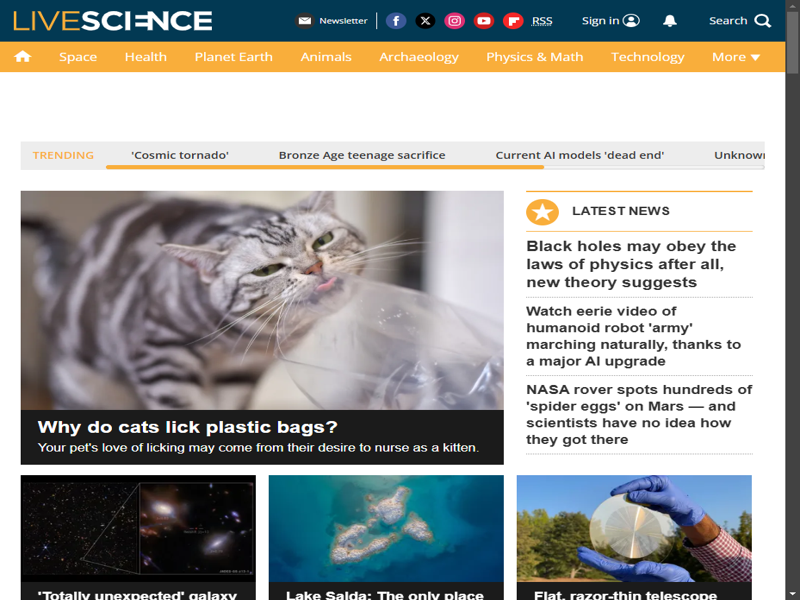 LIVESCIENCE
Newsletter
RSS
Sign in
Search
Space
Health
Planet Earth
Animals
Archaeology
Physics & Math
Technology
More
TRENDING
'Cosmic tornado'
Bronze Age teenage sacrifice
Current AI models 'dead end'
Why do cats lick plastic bags?
Your pet's love of licking may come from their desire to nurse as a kitten.
LATEST NEWS
Black holes may obey the
laws of physics after all,
new theory suggests
Watch eerie video of
humanoid robot 'army'
marching naturally, thanks to
a major AI upgrade
NASA rover spots hundreds of
'spider eggs' on Mars — and
scientists have no idea how
they got there
'Totally unexpected' galaxy
Lake Salda: The only place
Flat, razor-thin telescope